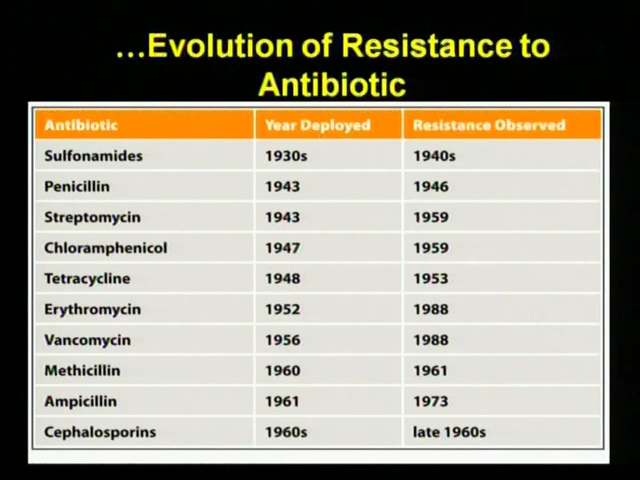 ...Evolution of Resistance to
Antibiotic
Antibiotic Year Deployed Resistance Observed
Sulfonamides 1930s 1940s
Penicillin 1943 1946
Streptomycin 1943 1959
Chloramphenicol 1947 1959
Tetracycline 1948 1953
Erythromycin 1952 1988
Vancomycin 1956 1988
Methicillin 1960 1961
Ampicillin 1961 1973
Cephalosporins 1960s late 1960s